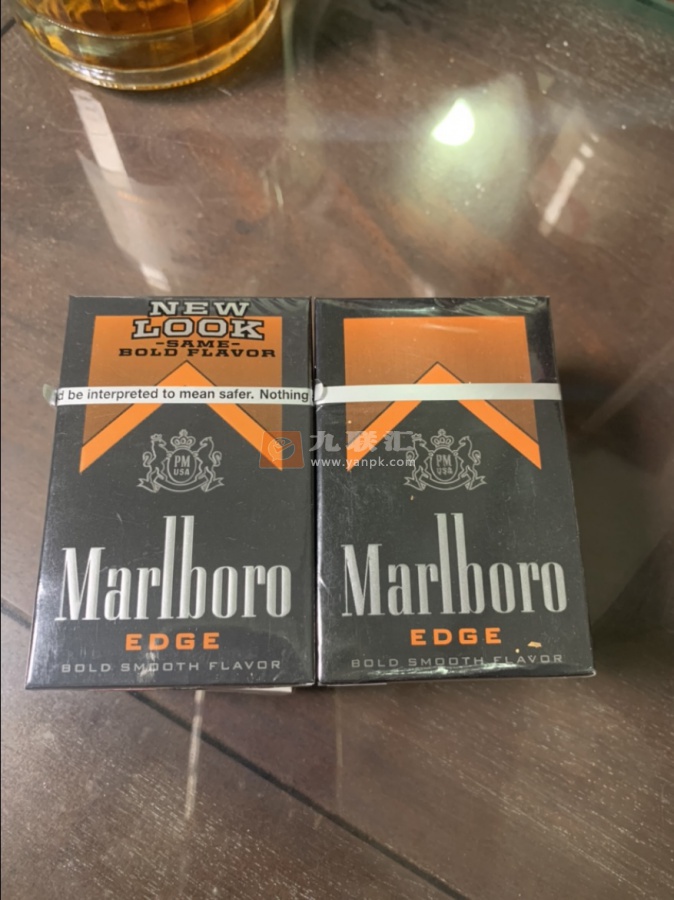 NEW
LOOK
-SAME-
BOLD FLAVOR
d be interpreted to mean safer. Nothing
PM
USA
Marlboro
EDGE
BOLD SMOOTH FLAVOR
PM
USA
Marlboro
EDGE
BOLD SMOOTH FLAVOR
九联汇
www.yanpk.com